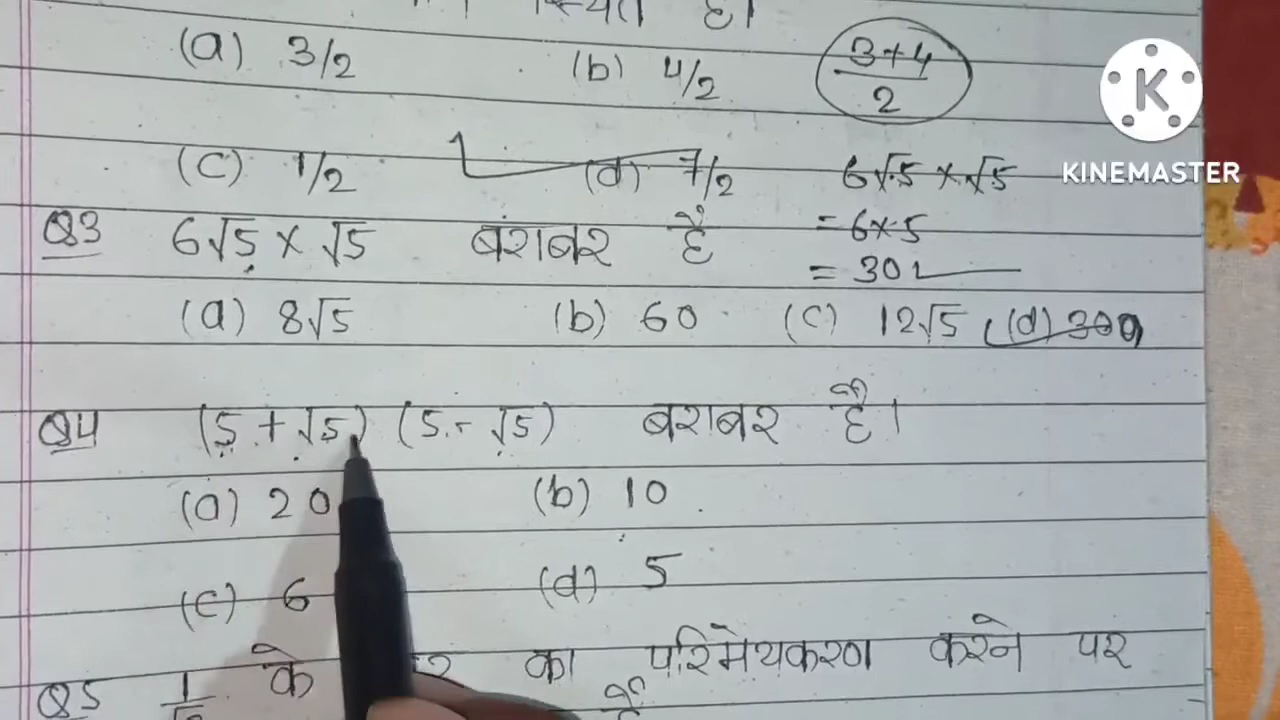 स्थित है।
(a) 3/2 (b) 4/2 3+4/2
(c) 1/2 (d) 7/2 6√5 × √5
KINEMASTER
Q3 6√5 × √5 बराबर है = 6×5
= 30
(a) 8√5 (b) 60 (c) 12√5 (d) 30
Q4 (5 + √5) (5 - √5) बराबर है।
(a) 20 (b) 10
(c) 6 (d) 5
Q5 के का परिमेयकरण करने पर